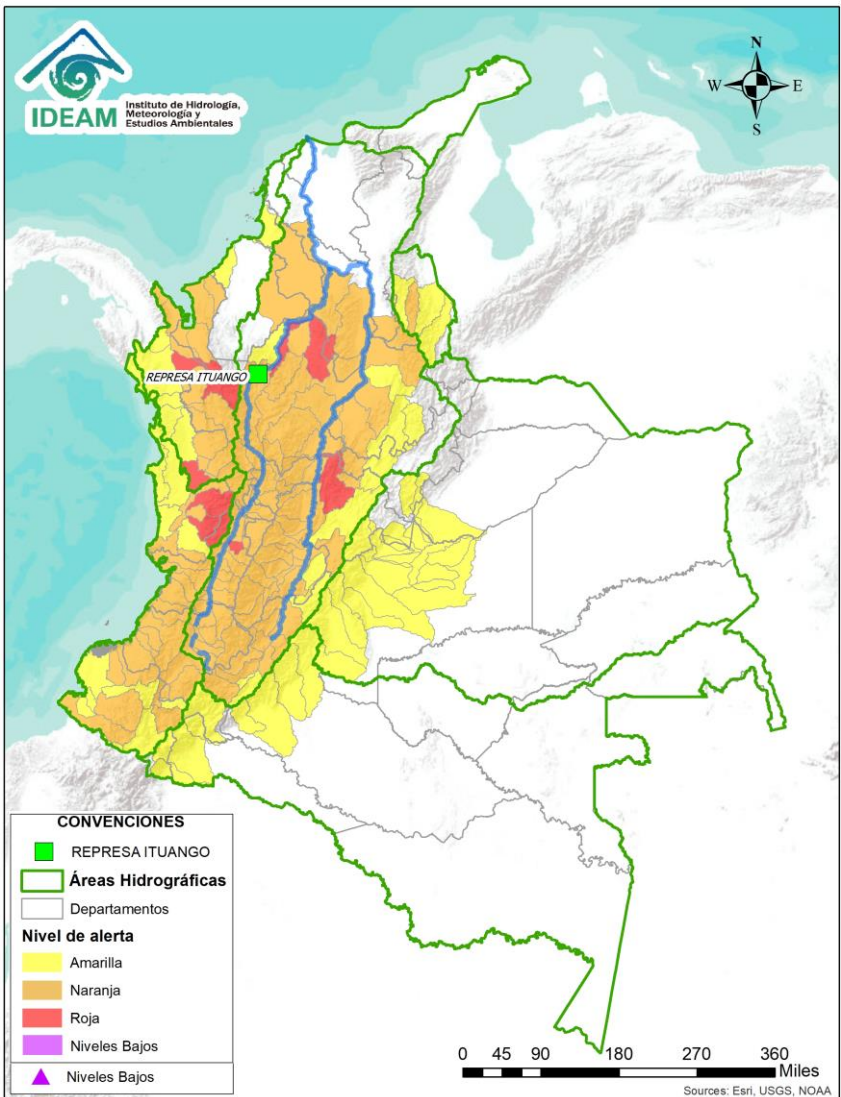 IDEAM
Instituto de Hidrología,
Meteorología y
Estudios Ambientales
N
W
E
S
REPRESA ITUANGO
CONVENCIONES
REPRESA ITUANGO
Áreas Hidrográficas
Departamentos
Nivel de alerta
Amarilla
Naranja
Roja
Niveles Bajos
Niveles Bajos
0 45 90 180 270 360
Miles
Sources: Esri, USGS, NOAA